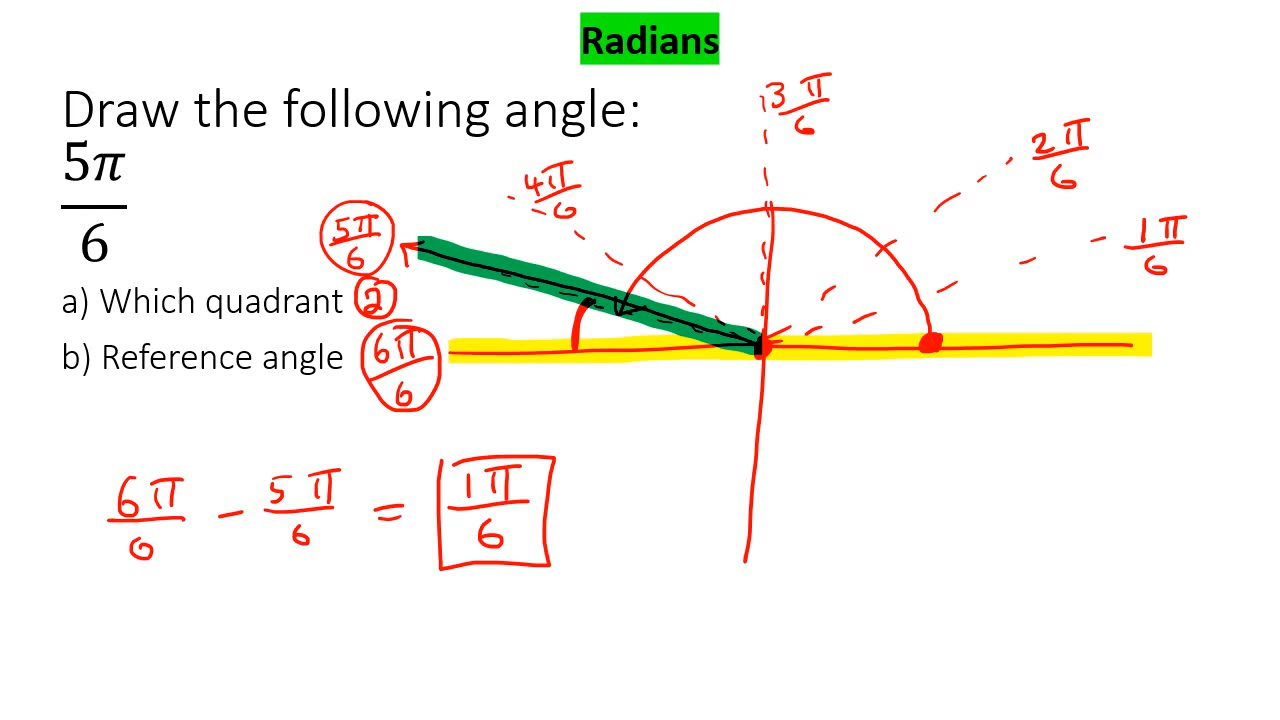 Radians
Draw the following angle:
5π
6
a) Which quadrant 2
b) Reference angle
5π
6
6π
6
4π
6
3π
6
2π
6
1π
6
6π
6
-
5π
6
=
1π
6